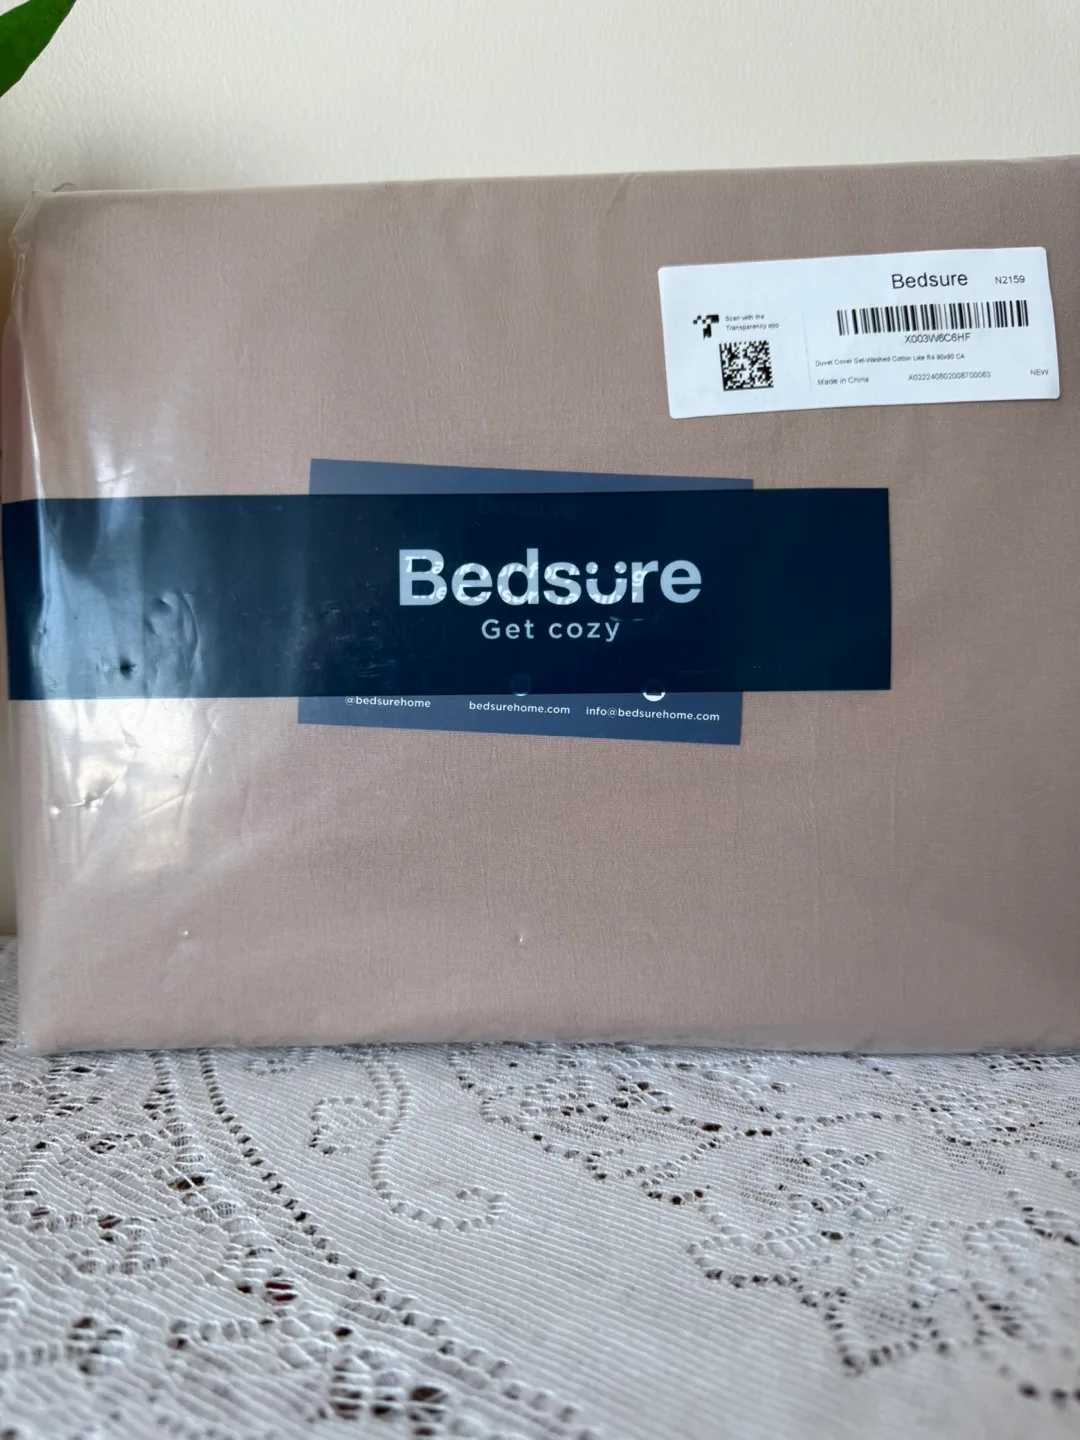 Bedsure N2159
Scan with the
Transparency app
X003W6C6HF
Duvet Cover Set-Washed Cotton Like R4 90x90 CA
Made in China A022240802008700063 NEW
Bedsure
Get cozy
@bedsurehome bedsurehome.com info@bedsurehome.com